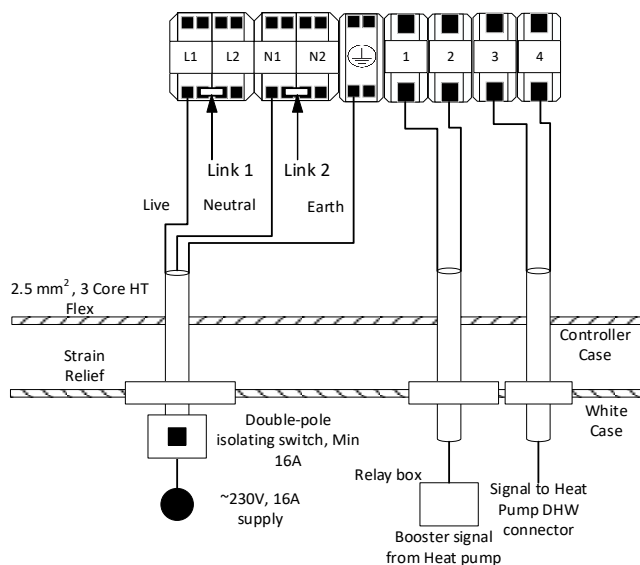 L1 L2 N1 N2 1 2 3 4
Link 1
Link 2
Live
Neutral
Earth
2.5 mm², 3 Core HT
Flex
Controller
Case
Strain
Relief
White
Case
Double-pole
isolating switch, Min
16A
~230V, 16A
supply
Relay box
Booster signal
from Heat pump
Signal to Heat
Pump DHW
connector